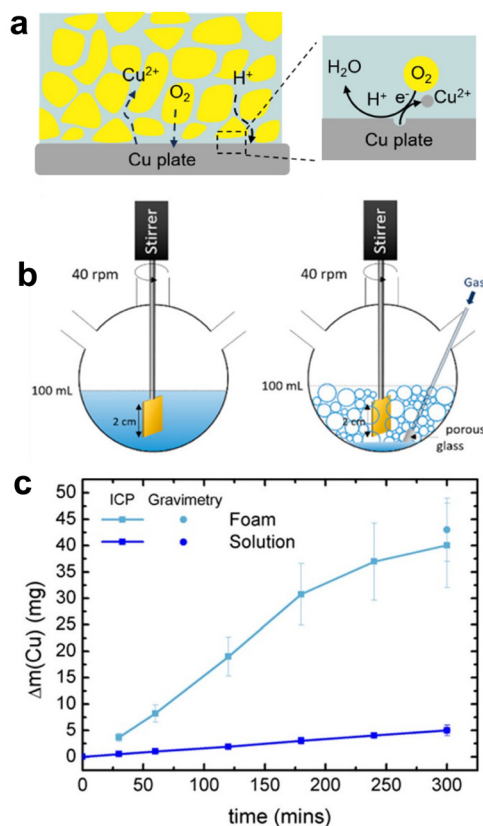 a
Cu2+
O2
H+
Cu plate
H2O
O2
H+ e- Cu2+
Cu plate
b
Stirrer
40 rpm
100 mL
2 cm
Stirrer
40 rpm
Gas
100 mL
2 cm
porous
glass
c
ICP Gravimetry
Foam
Solution
Δm(Cu) (mg)
50
45
40
35
30
25
20
15
10
5
0
0 50 100 150 200 250 300
time (mins)